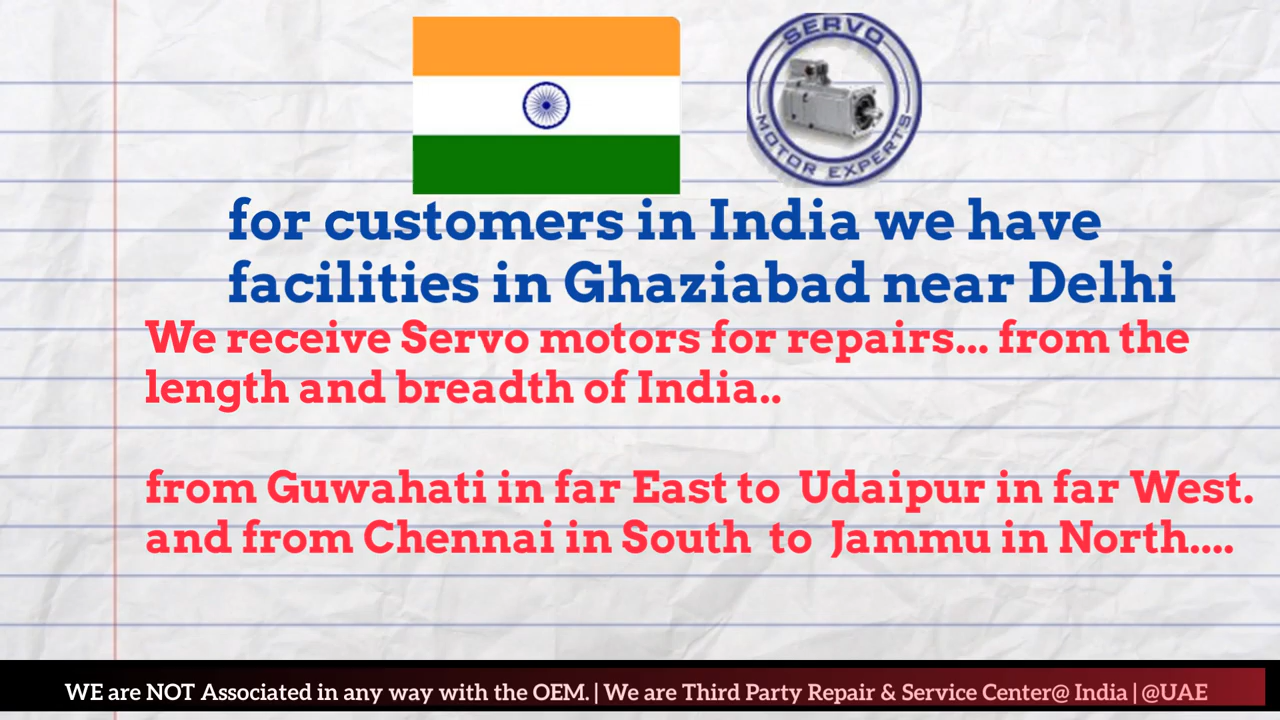 SERVO
MOTOR EXPERTS
for customers in India we have
facilities in Ghaziabad near Delhi
We receive Servo motors for repairs... from the
length and breadth of India..
from Guwahati in far East to Udaipur in far West.
and from Chennai in South to Jammu in North....
WE are NOT Associated in any way with the OEM. | We are Third Party Repair & Service Center@ India | @UAE